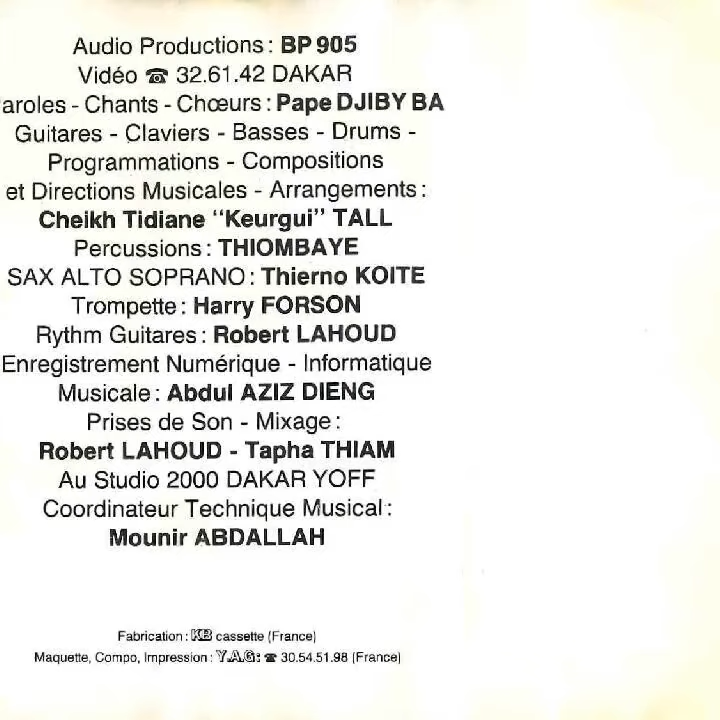 Audio Productions : BP 905
Vidéo ☎ 32.61.42 DAKAR
aroles - Chants - Chœurs : Pape DJIBY BA
Guitares - Claviers - Basses - Drums -
Programmations - Compositions
et Directions Musicales - Arrangements :
Cheikh Tidiane "Keurgui" TALL
Percussions : THIOMBAYE
SAX ALTO SOPRANO : Thierno KOITE
Trompette : Harry FORSON
Rythm Guitares : Robert LAHOUD
Enregistrement Numérique - Informatique
Musicale : Abdul AZIZ DIENG
Prises de Son - Mixage :
Robert LAHOUD - Tapha THIAM
Au Studio 2000 DAKAR YOFF
Coordinateur Technique Musical :
Mounir ABDALLAH
Fabrication : KB cassette (France)
Maquette, Compo, Impression : Y.A.G: ☎ 30.54.51.98 (France)